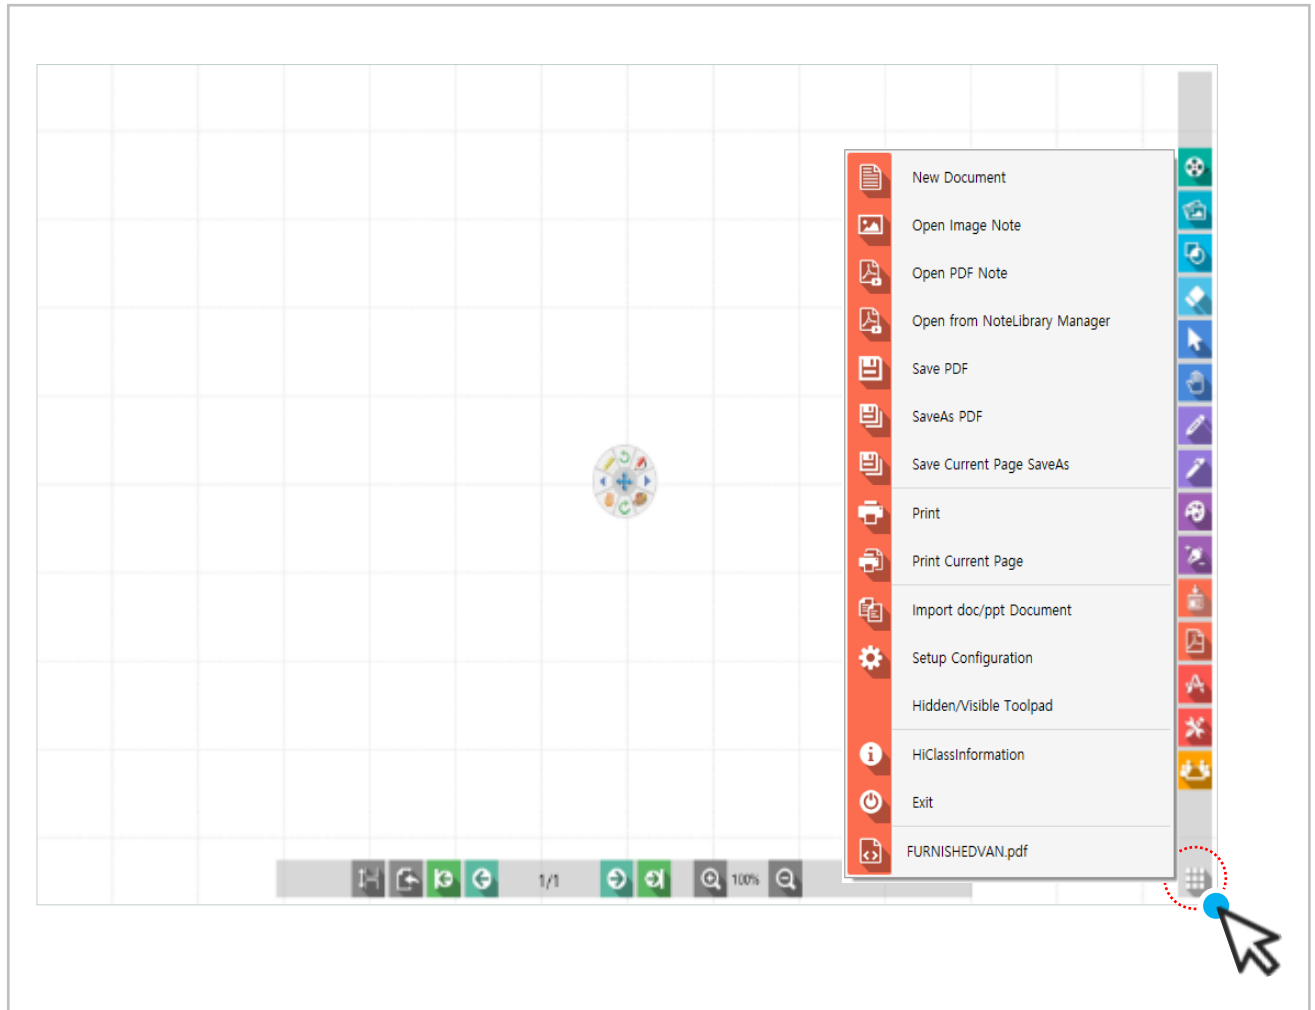 New Document
Open Image Note
Open PDF Note
Open from NoteLibrary Manager
Save PDF
SaveAs PDF
Save Current Page SaveAs
Print
Print Current Page
Import doc/ppt Document
Setup Configuration
Hidden/Visible Toolpad
HiClassInformation
Exit
FURNISHEDVAN.pdf
1/1
100%